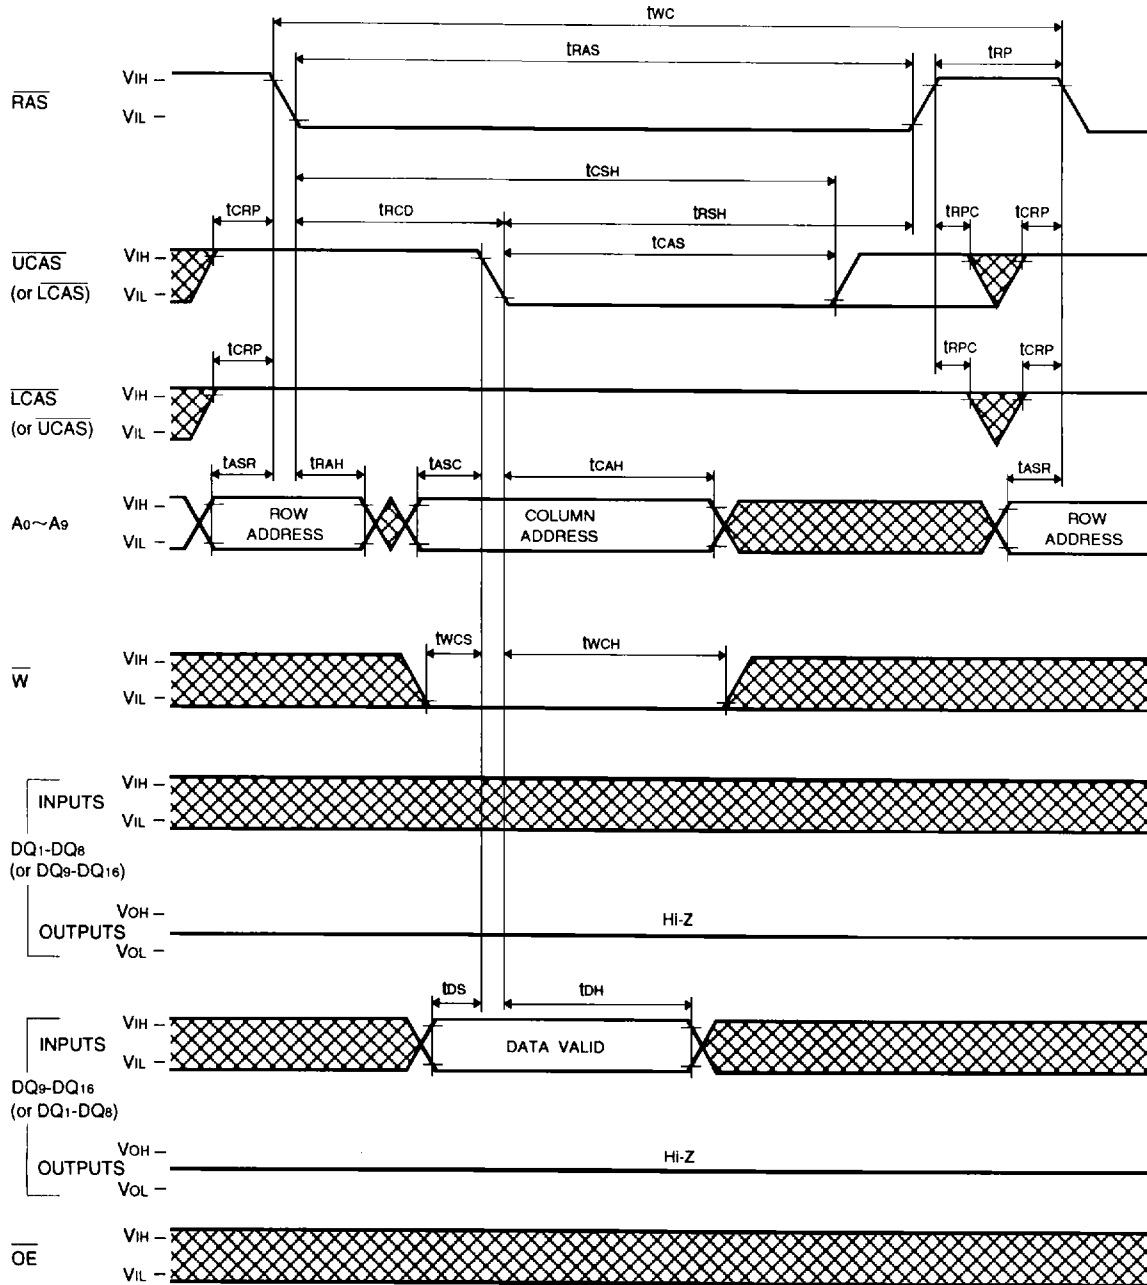 tWC
tRAS
tRP
RAS
VIH
VIL
tCSH
tCRP
tRCD
tRSH
tRPC
tCRP
tCAS
UCAS
(or LCAS)
VIH
VIL
tCRP
tRPC
tCRP
LCAS
(or UCAS)
VIH
VIL
tASR
tRAH
tASC
tCAH
tASR
A0~A9
VIH
VIL
ROW
ADDRESS
COLUMN
ADDRESS
ROW
ADDRESS
tWCS
tWCH
W
VIH
VIL
INPUTS
VIH
VIL
DQ1-DQ8
(or DQ9-DQ16)
OUTPUTS
VOH
VOL
Hi-Z
tDS
tDH
INPUTS
VIH
VIL
DATA VALID
DQ9-DQ16
(or DQ1-DQ8)
OUTPUTS
VOH
VOL
Hi-Z
OE
VIH
VIL